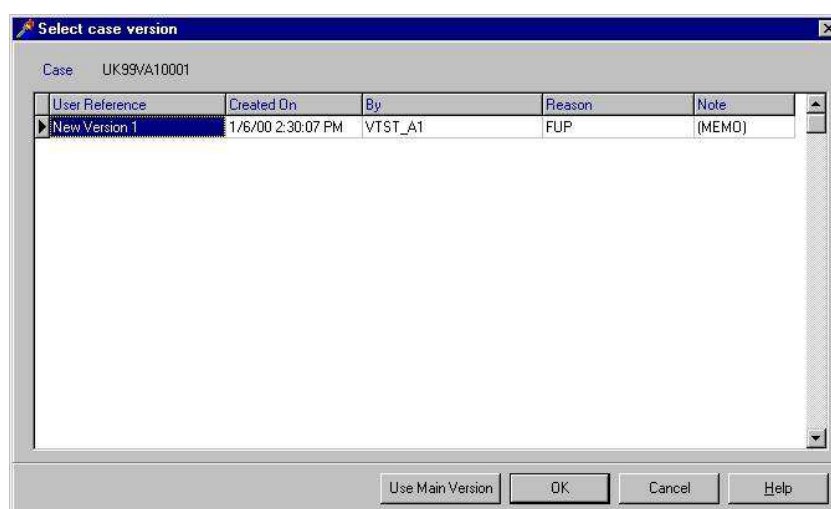 Select case version
Case UK99VA10001
User Reference Created On By Reason Note
New Version 1 1/6/00 2:30:07 PM VTST_A1 FUP (MEMO)
Use Main Version OK Cancel Help